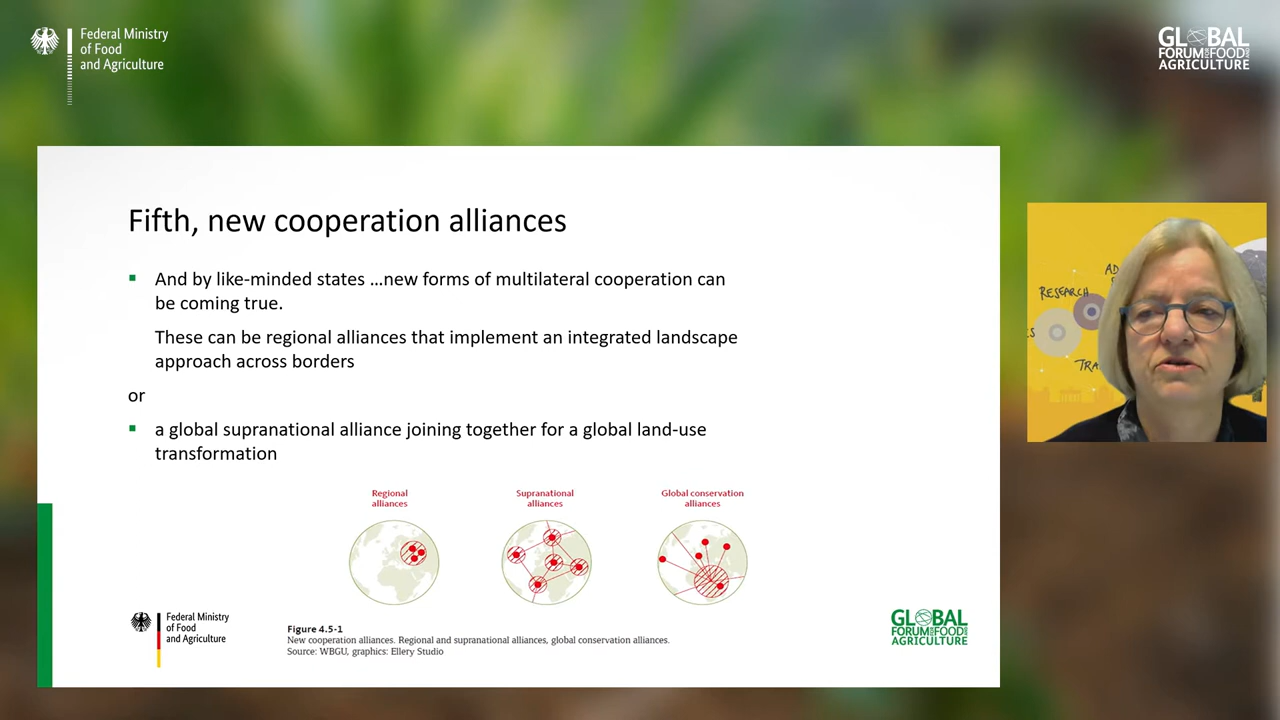 Federal Ministry
of Food
and Agriculture
GLOBAL
FORUM FOR FOOD AND
AGRICULTURE
Fifth, new cooperation alliances
And by like-minded states ...new forms of multilateral cooperation can
be coming true.
These can be regional alliances that implement an integrated landscape
approach across borders
or
a global supranational alliance joining together for a global land-use
transformation
RESEARCH
Regional
alliances
Supranational
alliances
Global conservation
alliances
Federal Ministry
of Food
and Agriculture
Figure 4.5-1
New cooperation alliances. Regional and supranational alliances, global conservation alliances.
Source: WBGU, graphics: Ellery Studio
GLOBAL
FORUM FOR FOOD AND
AGRICULTURE